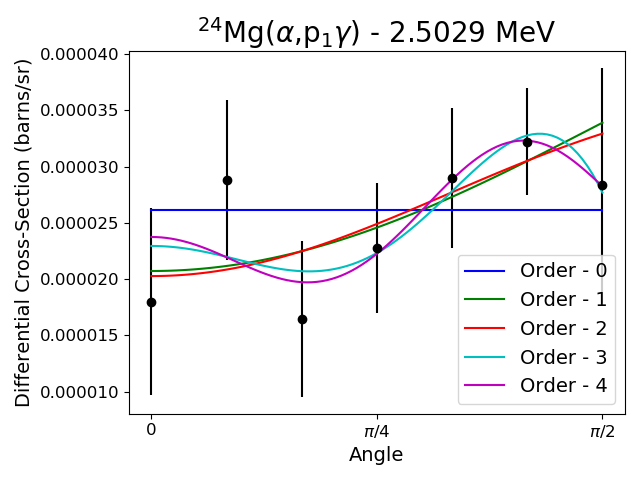 ²⁴Mg(α,p₁γ) - 2.5029 MeV
Differential Cross-Section (barns/sr)
0.000040
0.000035
0.000030
0.000025
0.000020
0.000015
0.000010
Order - 0
Order - 1
Order - 2
Order - 3
Order - 4
0 π/4 π/2
Angle